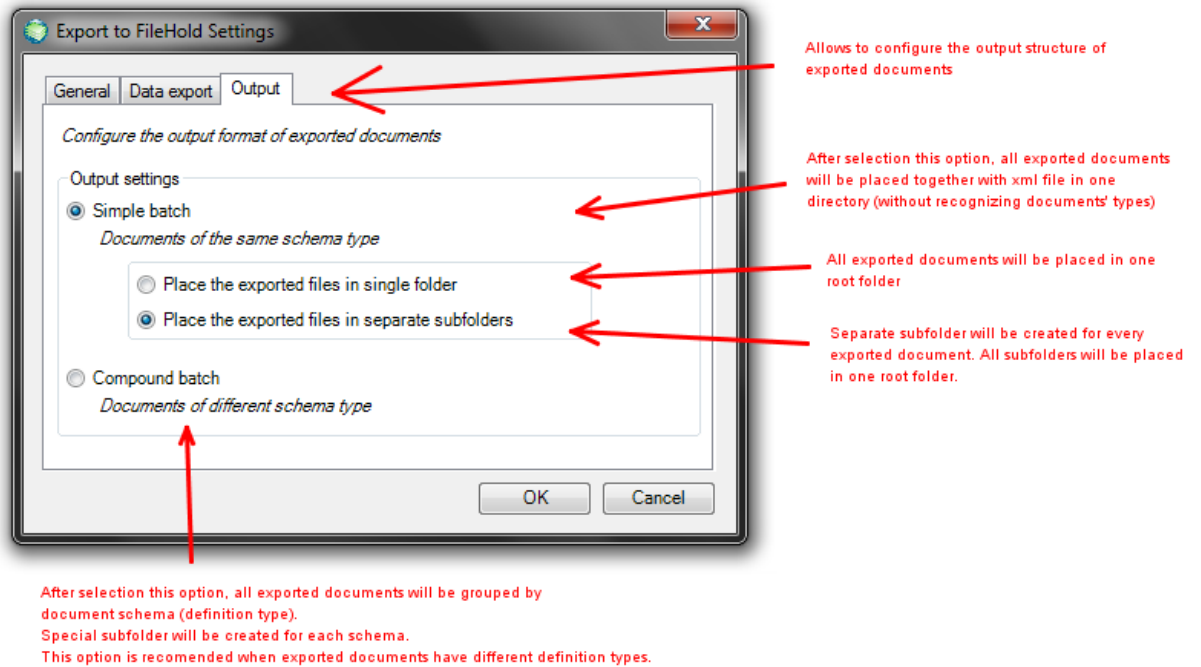 Export to FileHold Settings
x
Allows to configure the output structure of
exported documents
General Data export Output
Configure the output format of exported documents
After selection this option, all exported documents
will be placed together with xml file in one
directory (without recognizing documents' types)
Output settings
Simple batch
Documents of the same schema type
All exported documents will be placed in one
root folder
Place the exported files in single folder
Place the exported files in separate subfolders
Separate subfolder will be created for every
exported document. All subfolders will be placed
in one root folder.
Compound batch
Documents of different schema type
OK Cancel
After selection this option, all exported documents will be grouped by
document schema (definition type).
Special subfolder will be created for each schema.
This option is recomended when exported documents have different definition types.